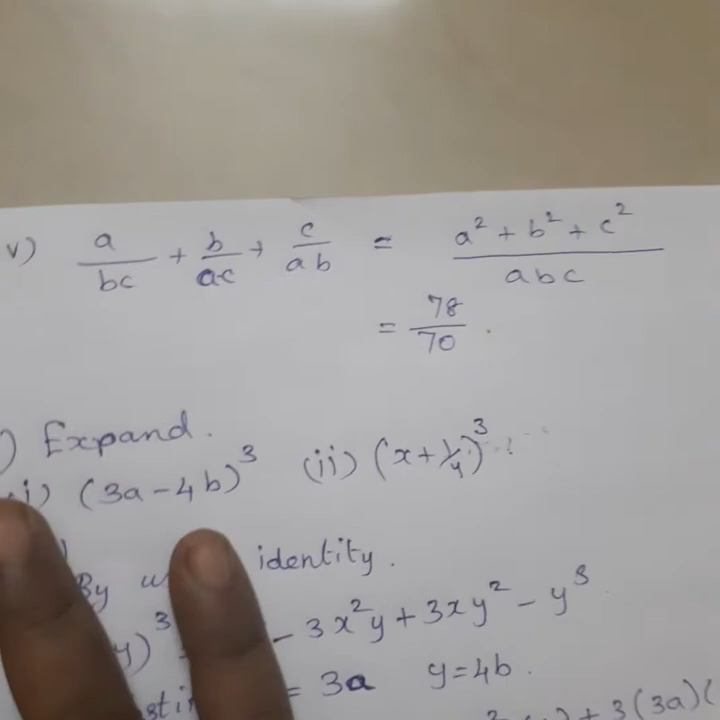 v) a/bc + b/ac + c/ab = a² + b² + c² / abc
= 78/70 .
) Expand .
i) (3a - 4b)³ (ii) (x + 1/y)³
By identity .
y)³ - 3x²y + 3xy² - y³
= 3a y = 4b .
+ 3(3a)(